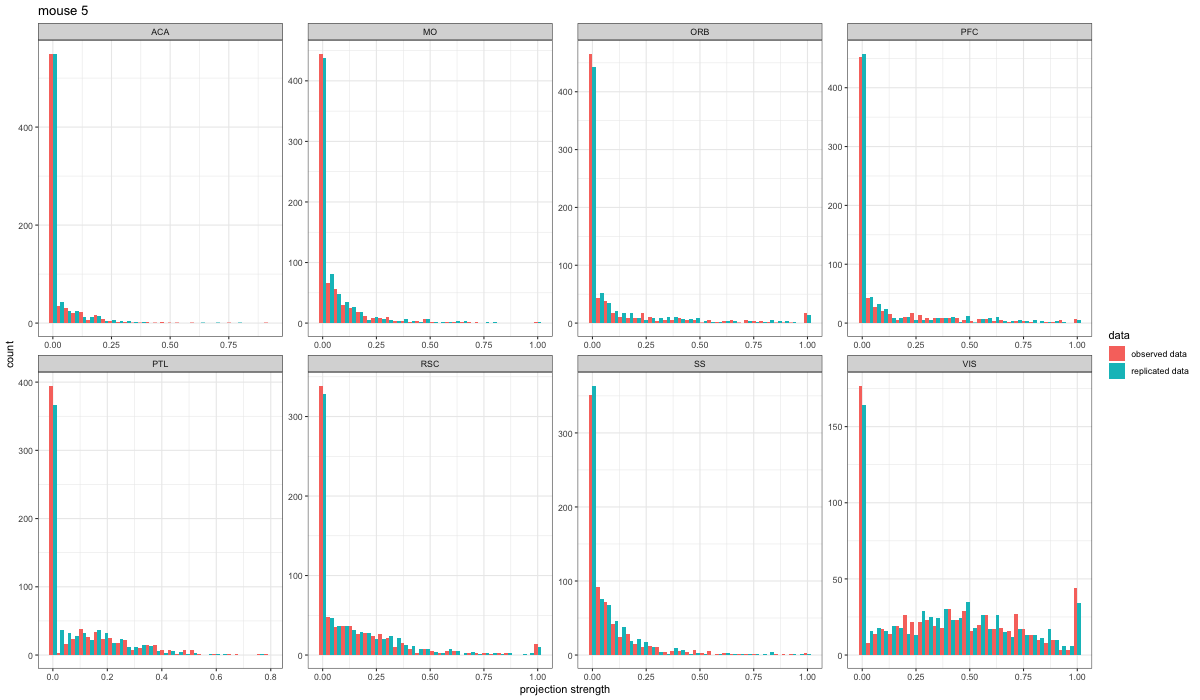 mouse 5
ACA MO ORB PFC
400 200 0
400 300 200 100 0
400 300 200 100 0
400 300 200 100 0
0.00 0.25 0.50 0.75
0.00 0.25 0.50 0.75 1.00
0.00 0.25 0.50 0.75 1.00
0.00 0.25 0.50 0.75 1.00
count
PTL RSC SS VIS
400 300 200 100 0
300 200 100 0
300 200 100 0
150 100 50 0
0.0 0.2 0.4 0.6 0.8
0.00 0.25 0.50 0.75 1.00
0.00 0.25 0.50 0.75 1.00
0.00 0.25 0.50 0.75 1.00
projection strength
data
observed data
replicated data